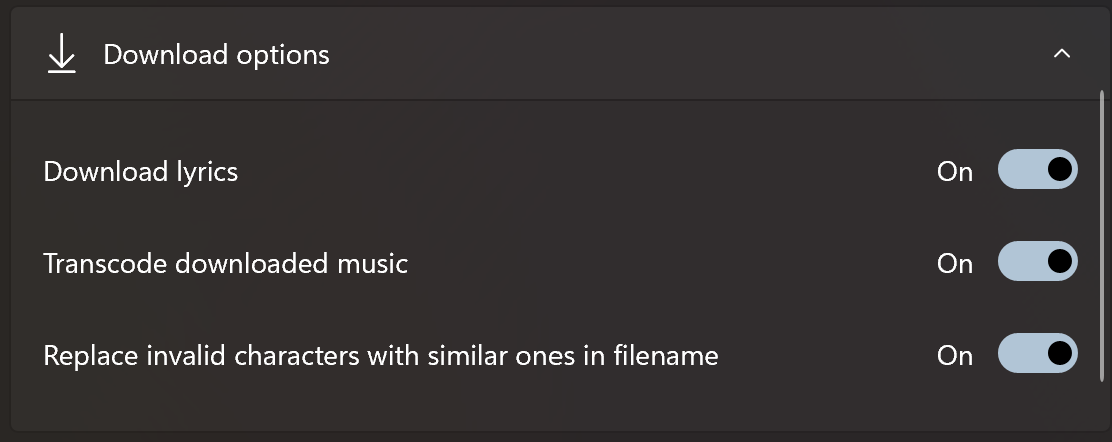 Download options
Download lyrics On
Transcode downloaded music On
Replace invalid characters with similar ones in filename On